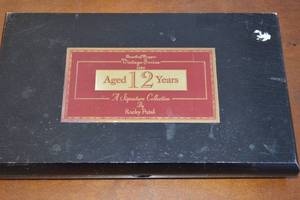 Vintage Series
Aged 12 Years
A Signature Collection
By
Rocky Patel